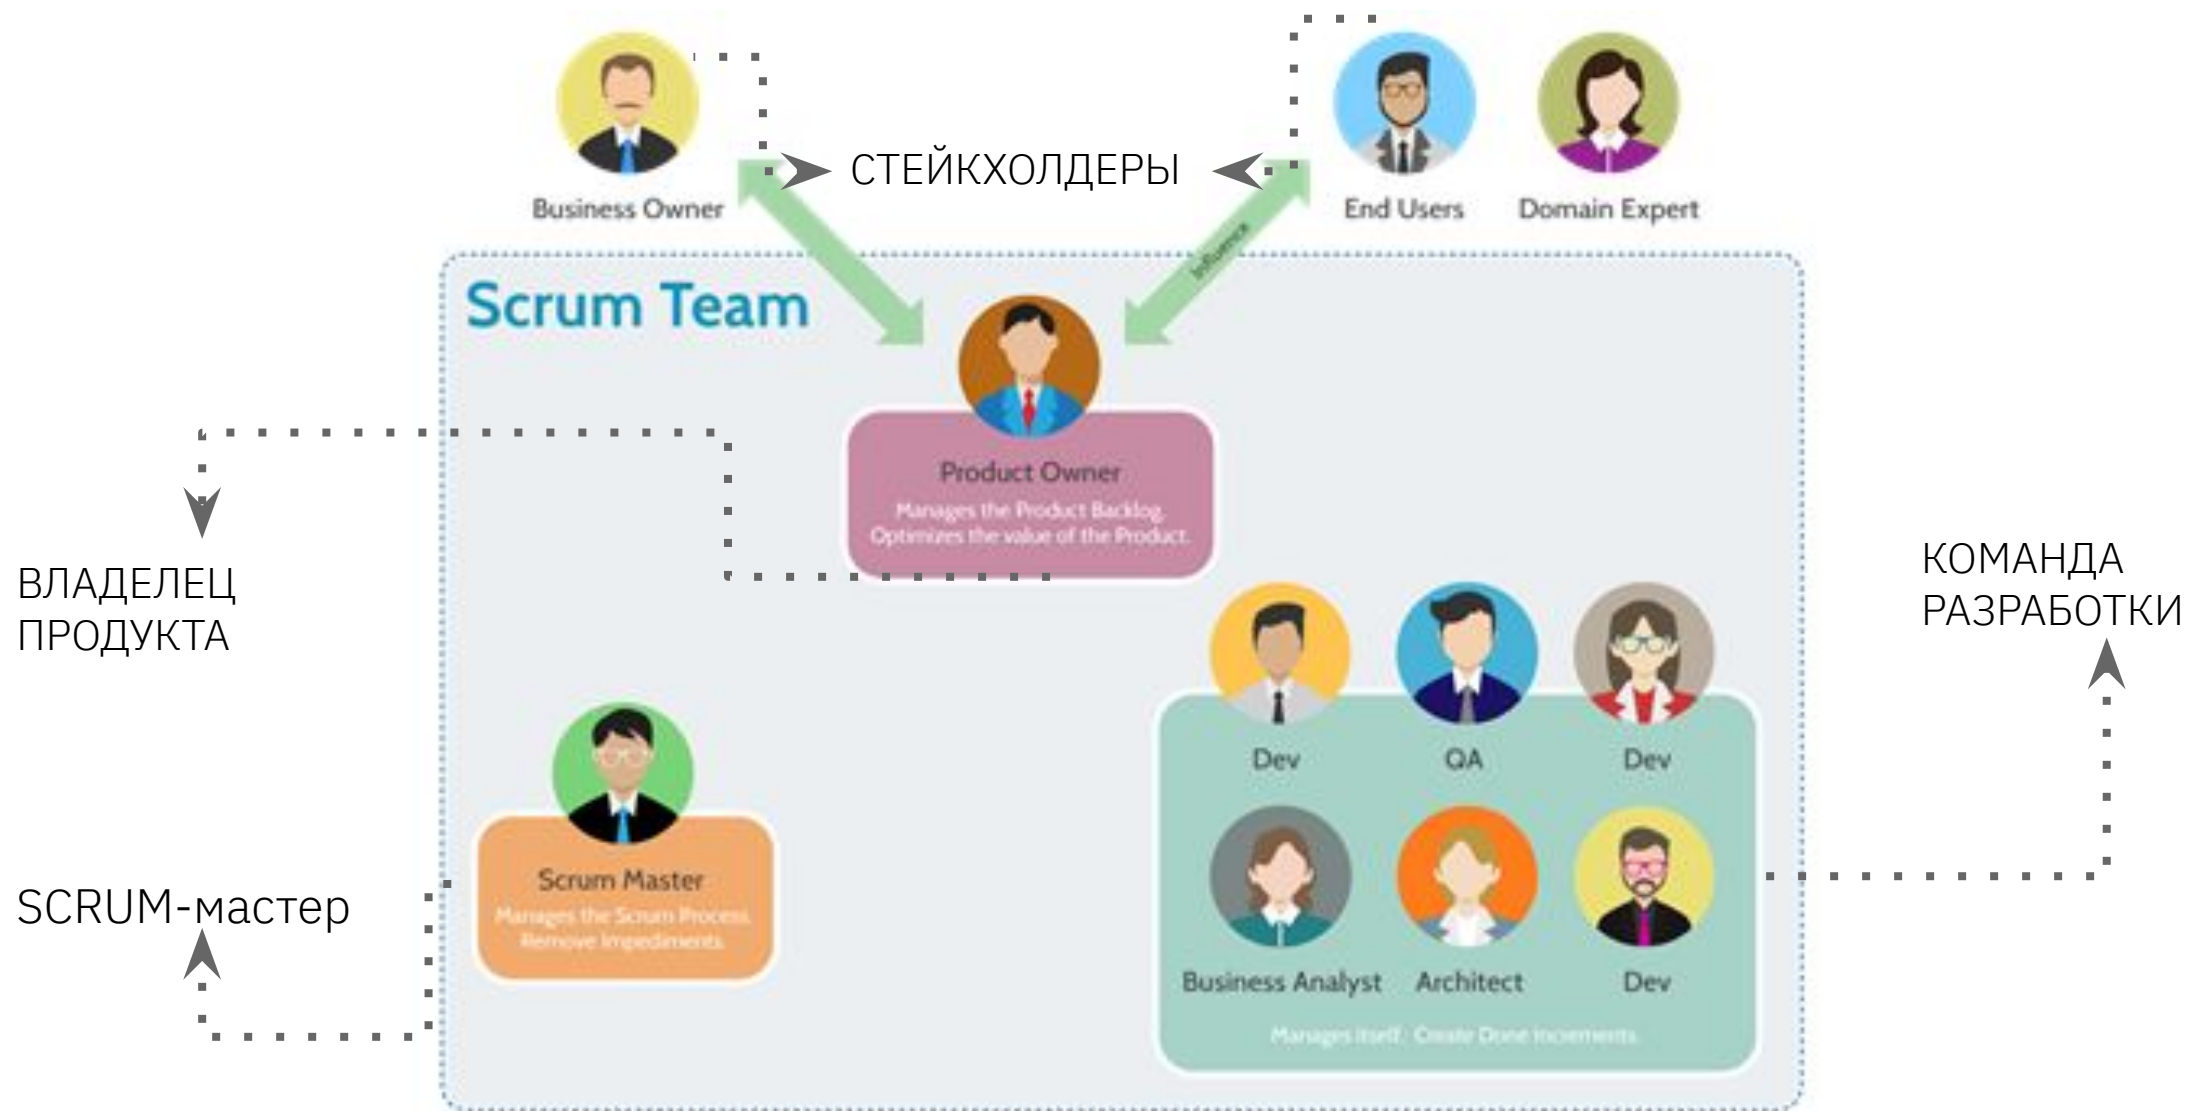 СТЕЙКХОЛДЕРЫ
Business Owner
End Users
Domain Expert
Influence
Scrum Team
Product Owner
Manages the Product Backlog.
Optimizes the value of the Product.
ВЛАДЕЛЕЦ
ПРОДУКТА
КОМАНДА
РАЗРАБОТКИ
Dev
QA
Dev
Scrum Master
Manages the Scrum Process.
Remove Impediments.
SCRUM-мастер
Business Analyst
Architect
Dev
Manages itself. Create Done Increments.